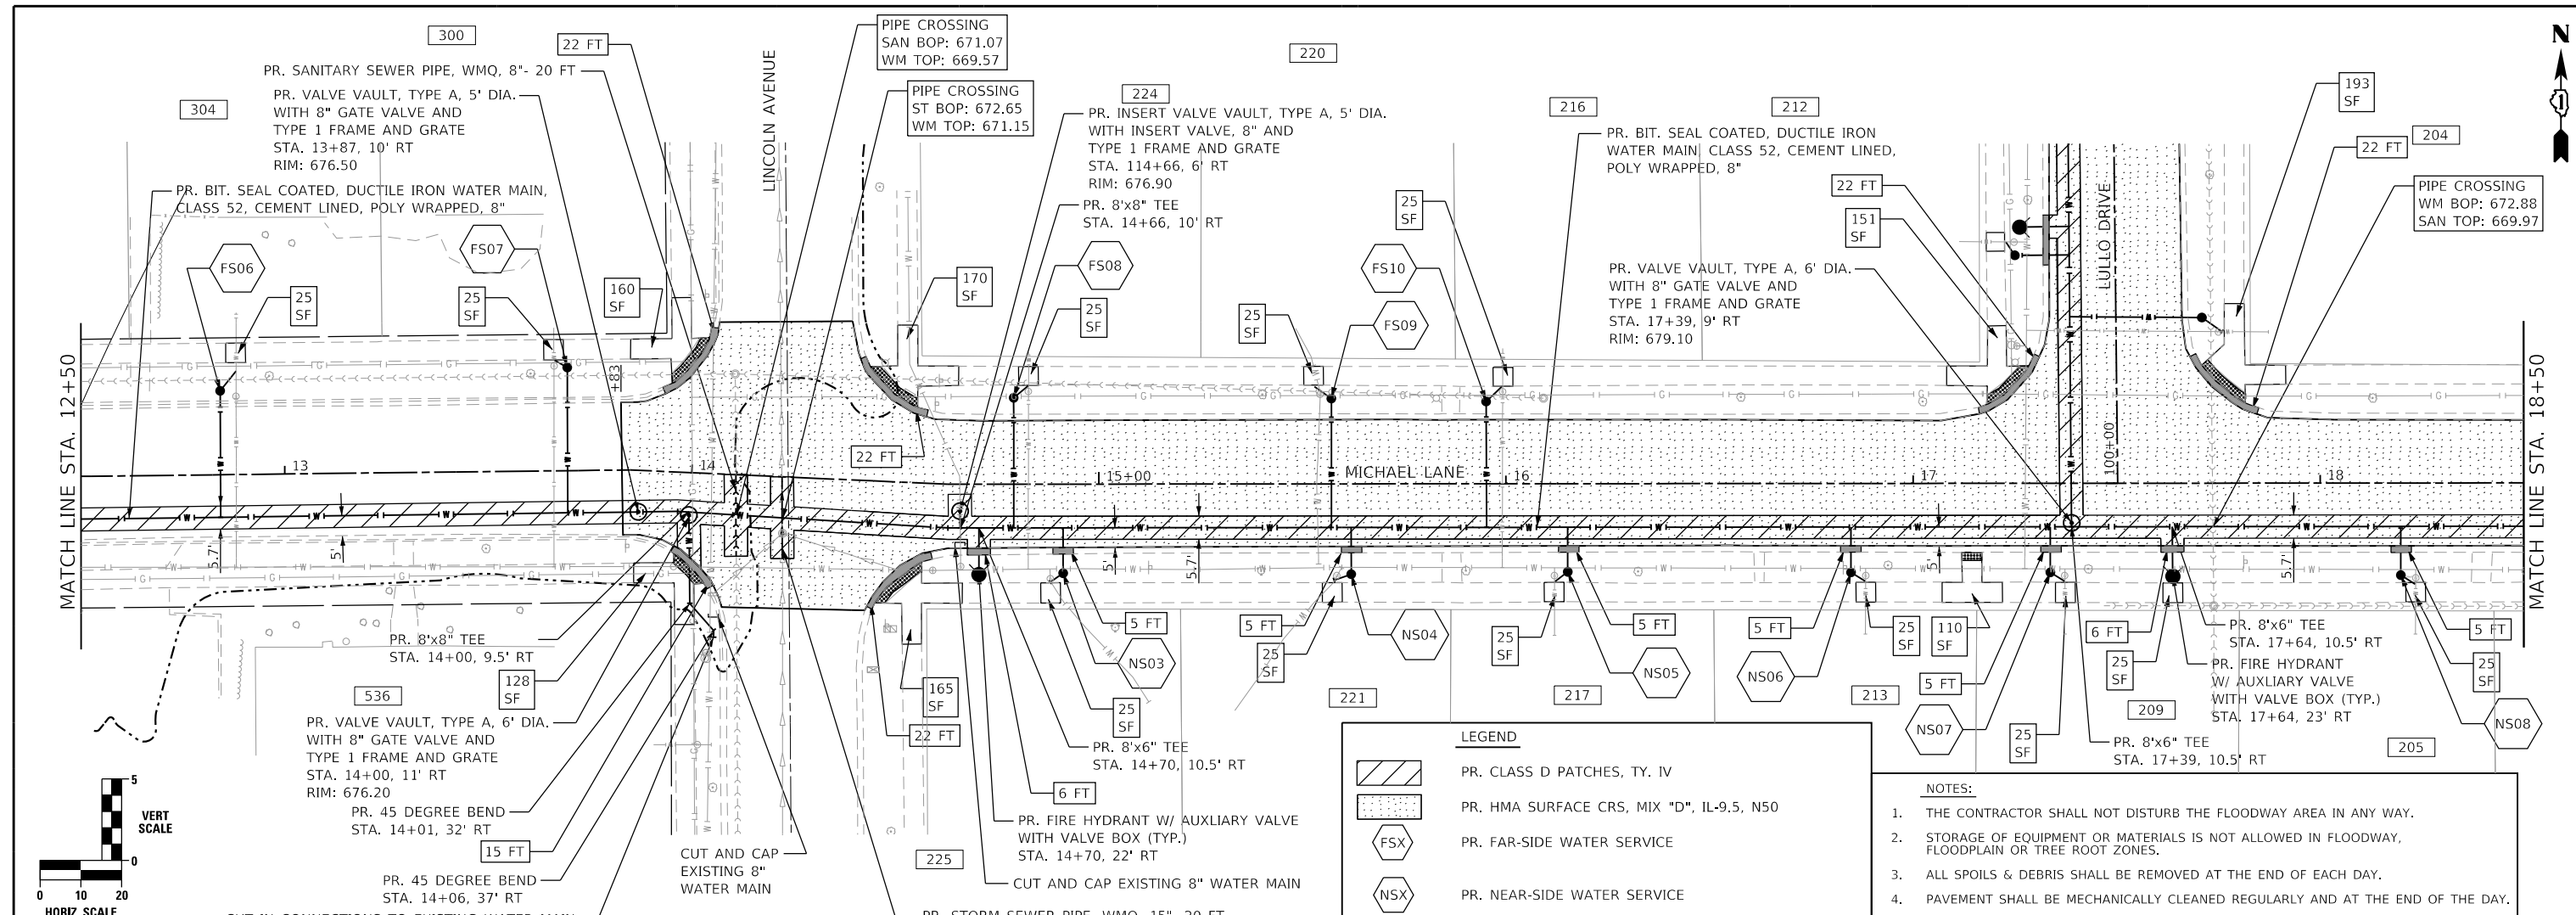 300
22 FT
PIPE CROSSING
SAN BOP: 671.07
WM TOP: 669.57
220
N
PR. SANITARY SEWER PIPE, WMQ, 8"- 20 FT
304
PR. VALVE VAULT, TYPE A, 5' DIA.
WITH 8" GATE VALVE AND
TYPE 1 FRAME AND GRATE
STA. 13+87, 10' RT
RIM: 676.50
LINCOLN AVENUE
PIPE CROSSING
ST BOP: 672.65
WM TOP: 671.15
224
PR. INSERT VALVE VAULT, TYPE A, 5' DIA.
WITH INSERT VALVE, 8" AND
TYPE 1 FRAME AND GRATE
STA. 114+66, 6' RT
RIM: 676.90
PR. 8'x8" TEE
STA. 14+66, 10' RT
216
212
193
SF
204
22 FT
PR. BIT. SEAL COATED, DUCTILE IRON
WATER MAIN, CLASS 52, CEMENT LINED,
POLY WRAPPED, 8"
PR. BIT. SEAL COATED, DUCTILE IRON WATER MAIN,
CLASS 52, CEMENT LINED, POLY WRAPPED, 8"
25
SF
22 FT
151
SF
LULLO DRIVE
PIPE CROSSING
WM BOP: 672.88
SAN TOP: 669.97
FS06
FS07
25
SF
25
SF
160
SF
170
SF
FS08
25
SF
25
SF
FS10
FS09
PR. VALVE VAULT, TYPE A, 6' DIA.
WITH 8" GATE VALVE AND
TYPE 1 FRAME AND GRATE
STA. 17+39, 9' RT
RIM: 679.10
MATCH LINE STA. 12+50
+83
22 FT
13
14
15+00
MICHAEL LANE
16
17
100+00
18
MATCH LINE STA. 18+50
5.7'
5'
5'
5.7'
5'
5.7'
PR. 8'x8" TEE
STA. 14+00, 9.5' RT
128
SF
536
165
SF
22 FT
5 FT
NS03
25
SF
5 FT
25
SF
NS04
221
25
SF
5 FT
NS05
217
5 FT
NS06
25
SF
213
110
SF
5 FT
NS07
25
SF
6 FT
25
SF
209
PR. 8'x6" TEE
STA. 17+64, 10.5' RT
PR. FIRE HYDRANT
W/ AUXLIARY VALVE
WITH VALVE BOX (TYP.)
STA. 17+64, 23' RT
5 FT
25
SF
NS08
205
PR. 8'x6" TEE
STA. 17+39, 10.5' RT
PR. VALVE VAULT, TYPE A, 6' DIA.
WITH 8" GATE VALVE AND
TYPE 1 FRAME AND GRATE
STA. 14+00, 11' RT
RIM: 676.20
PR. 45 DEGREE BEND
STA. 14+01, 32' RT
15 FT
PR. 45 DEGREE BEND
STA. 14+06, 37' RT
CUT-IN CONNECTIONS TO EXISTING WATER MAIN
CUT AND CAP
EXISTING 8"
WATER MAIN
225
PR. 8'x6" TEE
STA. 14+70, 10.5' RT
6 FT
PR. FIRE HYDRANT W/ AUXLIARY VALVE
WITH VALVE BOX (TYP.)
STA. 14+70, 22' RT
CUT AND CAP EXISTING 8" WATER MAIN
PR. STORM SEWER PIPE, WMQ, 15"- 20 FT
5
VERT
SCALE
0
0 10 20
HORIZ SCALE
LEGEND
PR. CLASS D PATCHES, TY. IV
PR. HMA SURFACE CRS, MIX "D", IL-9.5, N50
FSX PR. FAR-SIDE WATER SERVICE
NSX PR. NEAR-SIDE WATER SERVICE
NOTES:
1. THE CONTRACTOR SHALL NOT DISTURB THE FLOODWAY AREA IN ANY WAY.
2. STORAGE OF EQUIPMENT OR MATERIALS IS NOT ALLOWED IN FLOODWAY,
FLOODPLAIN OR TREE ROOT ZONES.
3. ALL SPOILS & DEBRIS SHALL BE REMOVED AT THE END OF EACH DAY.
4. PAVEMENT SHALL BE MECHANICALLY CLEANED REGULARLY AND AT THE END OF THE DAY.